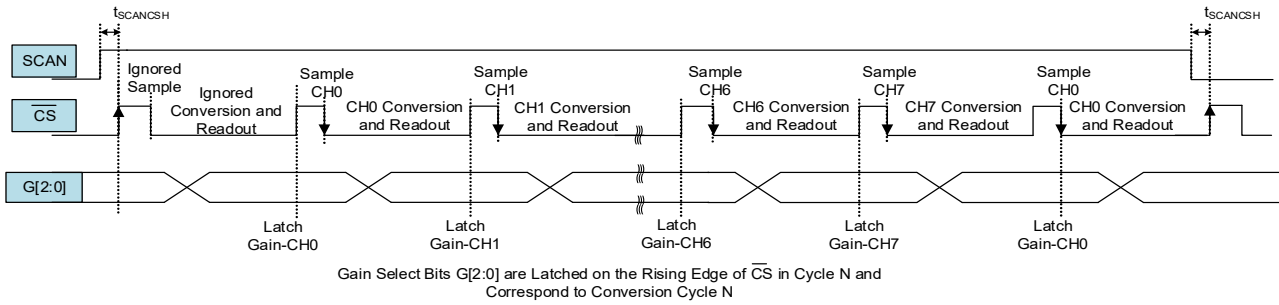 tSCANCSH
tSCANCSH
SCAN
Ignored
Sample
Ignored
Conversion and
Readout
Sample
CH0
CH0 Conversion
and Readout
Sample
CH1
CH1 Conversion
and Readout
Sample
CH6
CH6 Conversion
and Readout
Sample
CH7
CH7 Conversion
and Readout
Sample
CH0
CH0 Conversion
and Readout
CS
G[2:0]
Latch
Gain-CH0
Latch
Gain-CH1
Latch
Gain-CH6
Latch
Gain-CH7
Latch
Gain-CH0
Gain Select Bits G[2:0] are Latched on the Rising Edge of CS in Cycle N and
Correspond to Conversion Cycle N